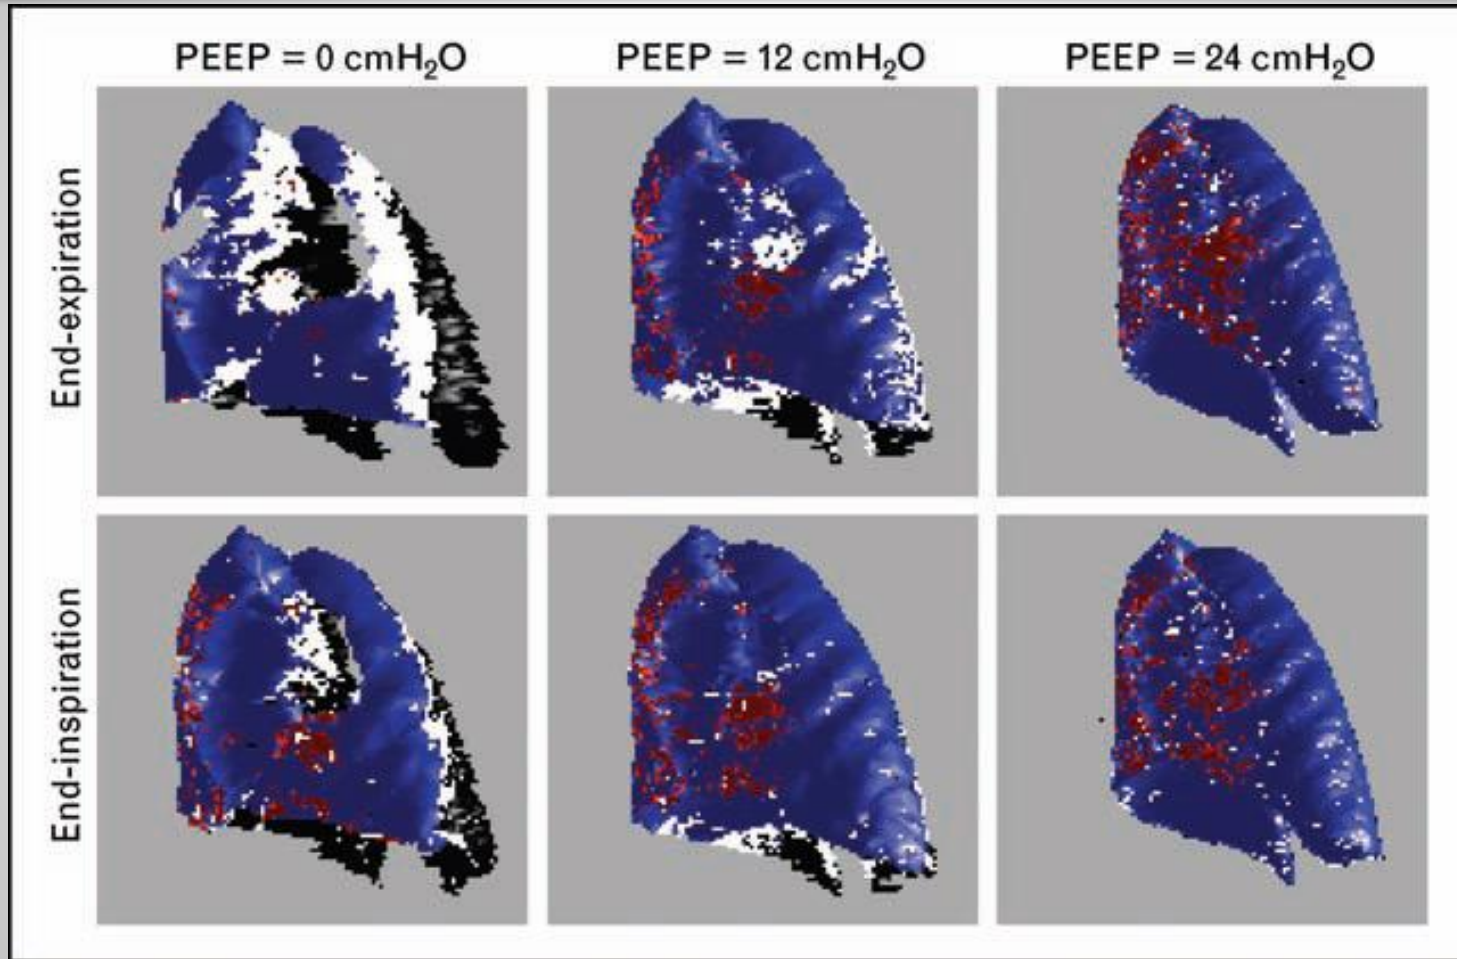 PEEP = 0 cmH₂O
PEEP = 12 cmH₂O
PEEP = 24 cmH₂O
End-expiration
End-inspiration